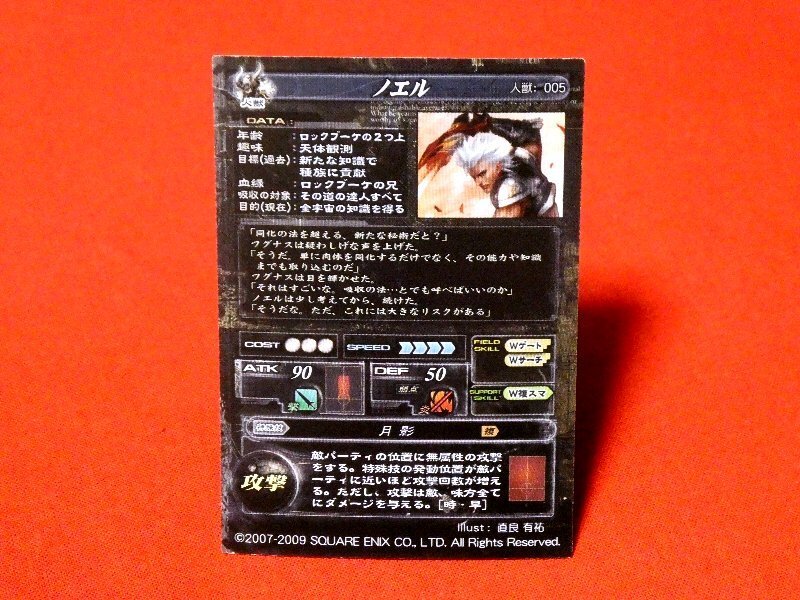 ノエル
人獣: 005
人獣
DATA :
年齢 : ロックブーケの2つ上
趣味 : 天体観測
目標(過去) : 新たな知識で
種族に貢献
血縁 : ロックブーケの兄
吸収の対象 : その道の達人すべて
目的(現在) : 全宇宙の知識を得る
「同化の法を超える、新たな秘術だと?」
ワグナスは疑わしげな声を上げた。
「そうだ。単に肉体を同化するだけでなく、その能力や知識
までも取り込むのだ」
ワグナスは目を輝かせた。
「それはすごいな。吸収の法…とでも呼べばいいのか」
ノエルは少し考えてから、続けた。
「そうだな。ただ、これには大きなリスクがある」
COST
SPEED
FIELD SKILL
Wゲート
Wサーチ
ATK 90
DEF 50
弱点
炎
SUPPORT SKILL
W複スマ
特殊技
月影
複
攻撃
敵パーティの位置に無属性の攻撃
をする。特殊技の発動位置が敵パ
ーティに近いほど攻撃回数が増え
る。ただし、攻撃は敵、味方全て
にダメージを与える。[時・早]
Illust : 直良 有祐
©2007-2009 SQUARE ENIX CO., LTD. All Rights Reserved.